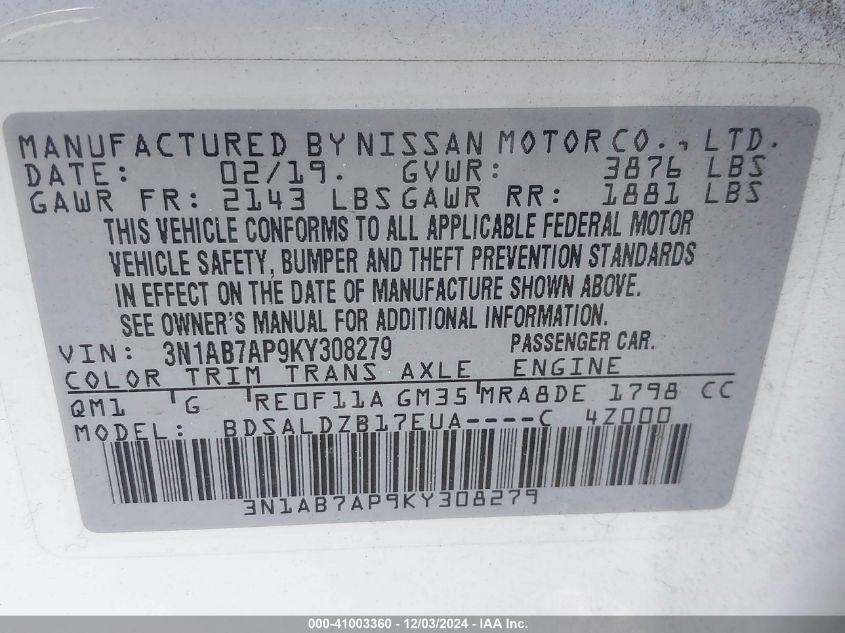 MANUFACTURED BY NISSAN MOTOR CO., LTD.
DATE: 02/19. GVWR: 3876 LBS
GAWR FR: 2143 LBS GAWR RR: 1881 LBS
THIS VEHICLE CONFORMS TO ALL APPLICABLE FEDERAL MOTOR
VEHICLE SAFETY, BUMPER AND THEFT PREVENTION STANDARDS
IN EFFECT ON THE DATE OF MANUFACTURE SHOWN ABOVE.
SEE OWNER'S MANUAL FOR ADDITIONAL INFORMATION.
VIN: 3N1AB7AP9KY308279 PASSENGER CAR.
COLOR TRIM TRANS AXLE ENGINE
QM1 G RE0F11A GM35 MRA8DE 1798 CC
MODEL: BDSALDZB17EUA----C 4Z000
3N1AB7AP9KY308279
000-41003360 - 12/03/2024 - IAA Inc.